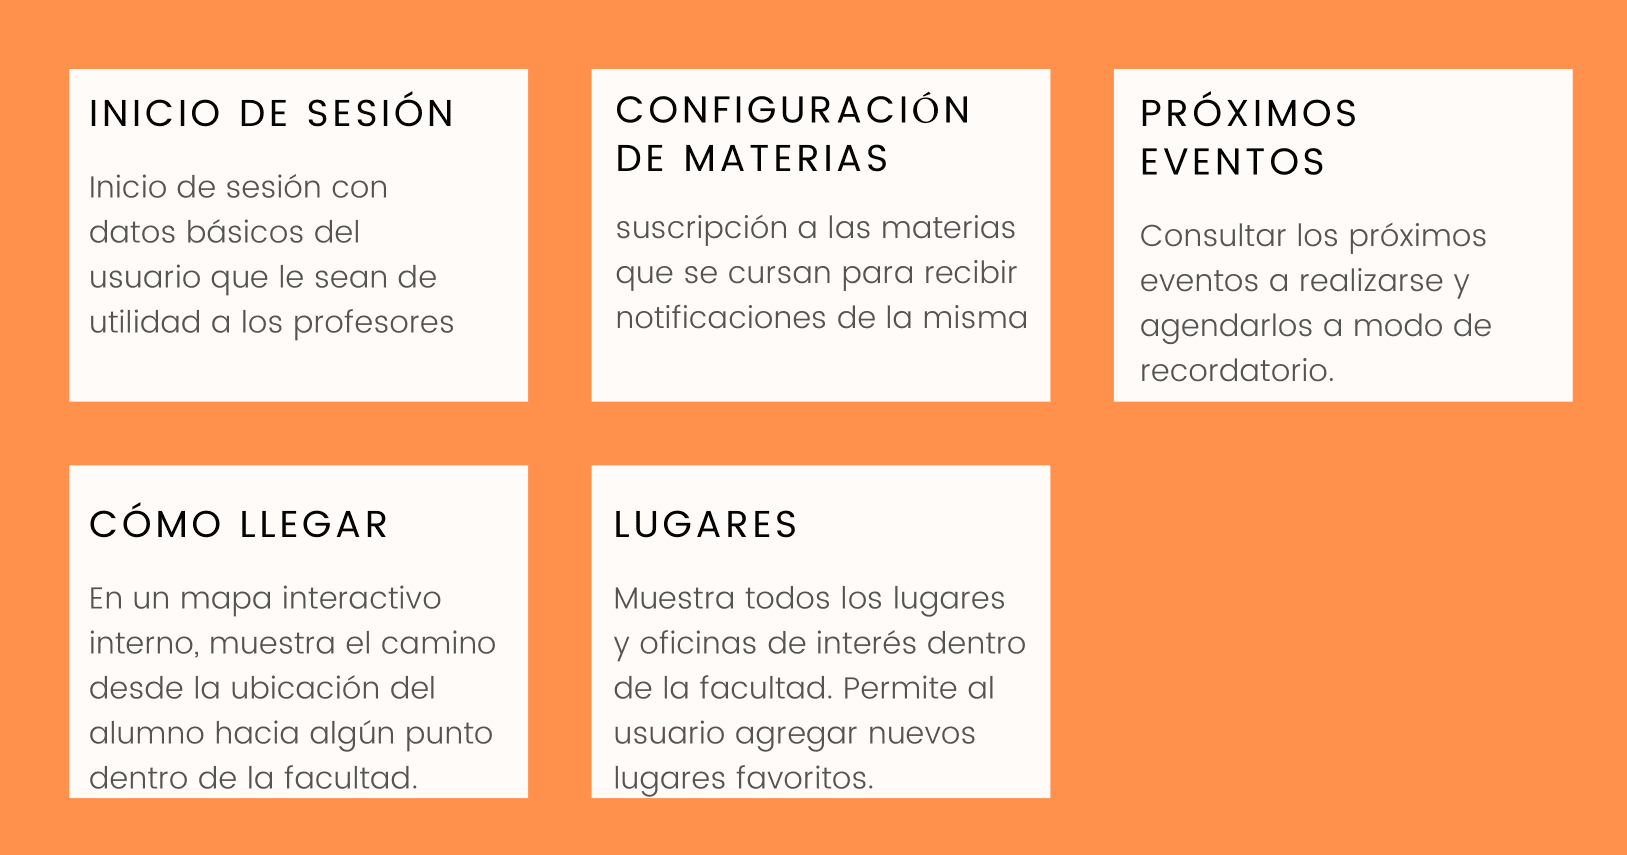 INICIO DE SESIÓN
Inicio de sesión con
datos básicos del
usuario que le sean de
utilidad a los profesores
CONFIGURACIÓN
DE MATERIAS
suscripción a las materias
que se cursan para recibir
notificaciones de la misma
PRÓXIMOS
EVENTOS
Consultar los próximos
eventos a realizarse y
agendarlos a modo de
recordatorio.
CÓMO LLEGAR
En un mapa interactivo
interno, muestra el camino
desde la ubicación del
alumno hacia algún punto
dentro de la facultad.
LUGARES
Muestra todos los lugares
y oficinas de interés dentro
de la facultad. Permite al
usuario agregar nuevos
lugares favoritos.